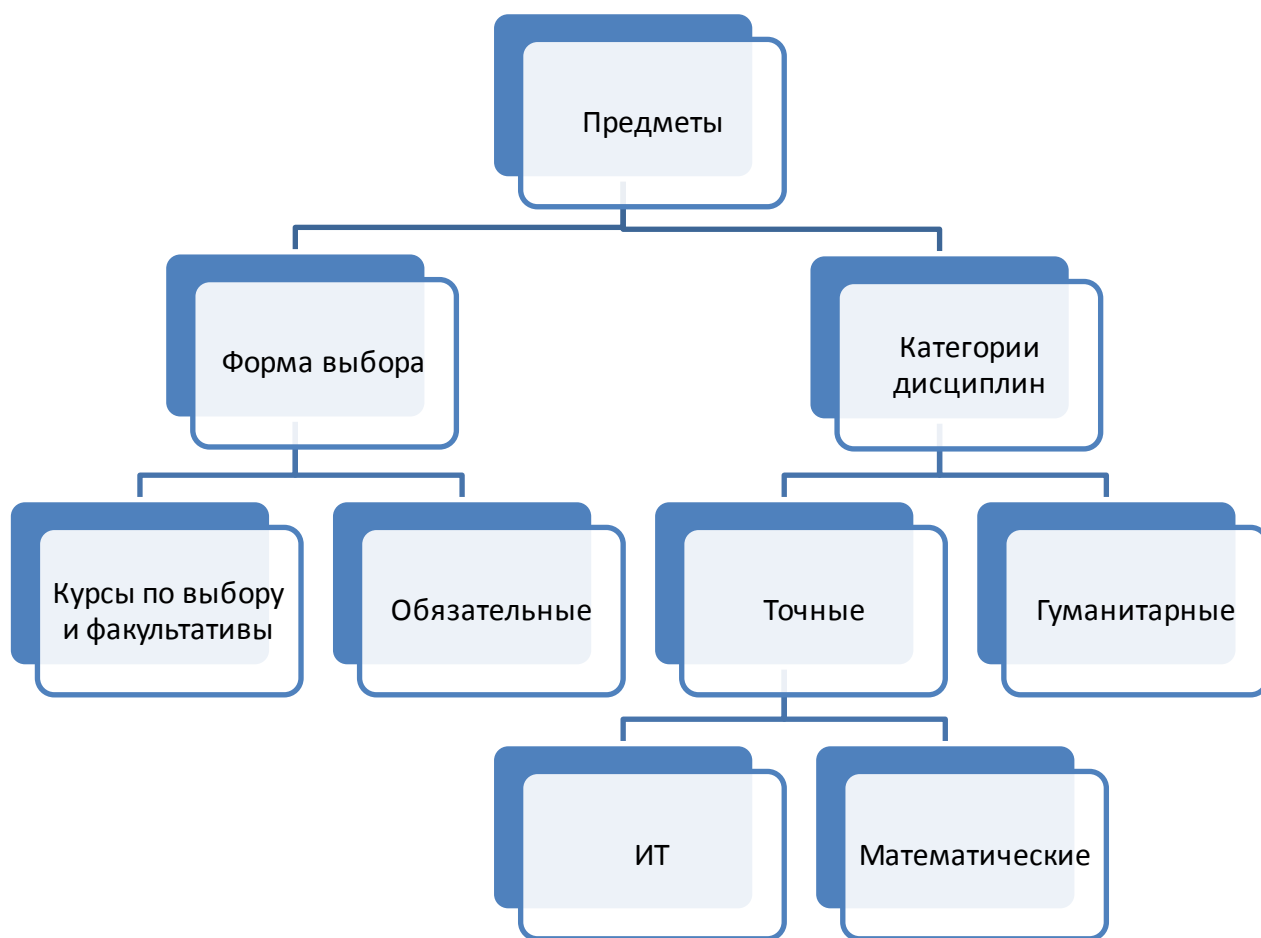 Предметы
Форма выбора
Категории
дисциплин
Курсы по выбору
и факультативы
Обязательные
Точные
Гуманитарные
ИТ
Математические